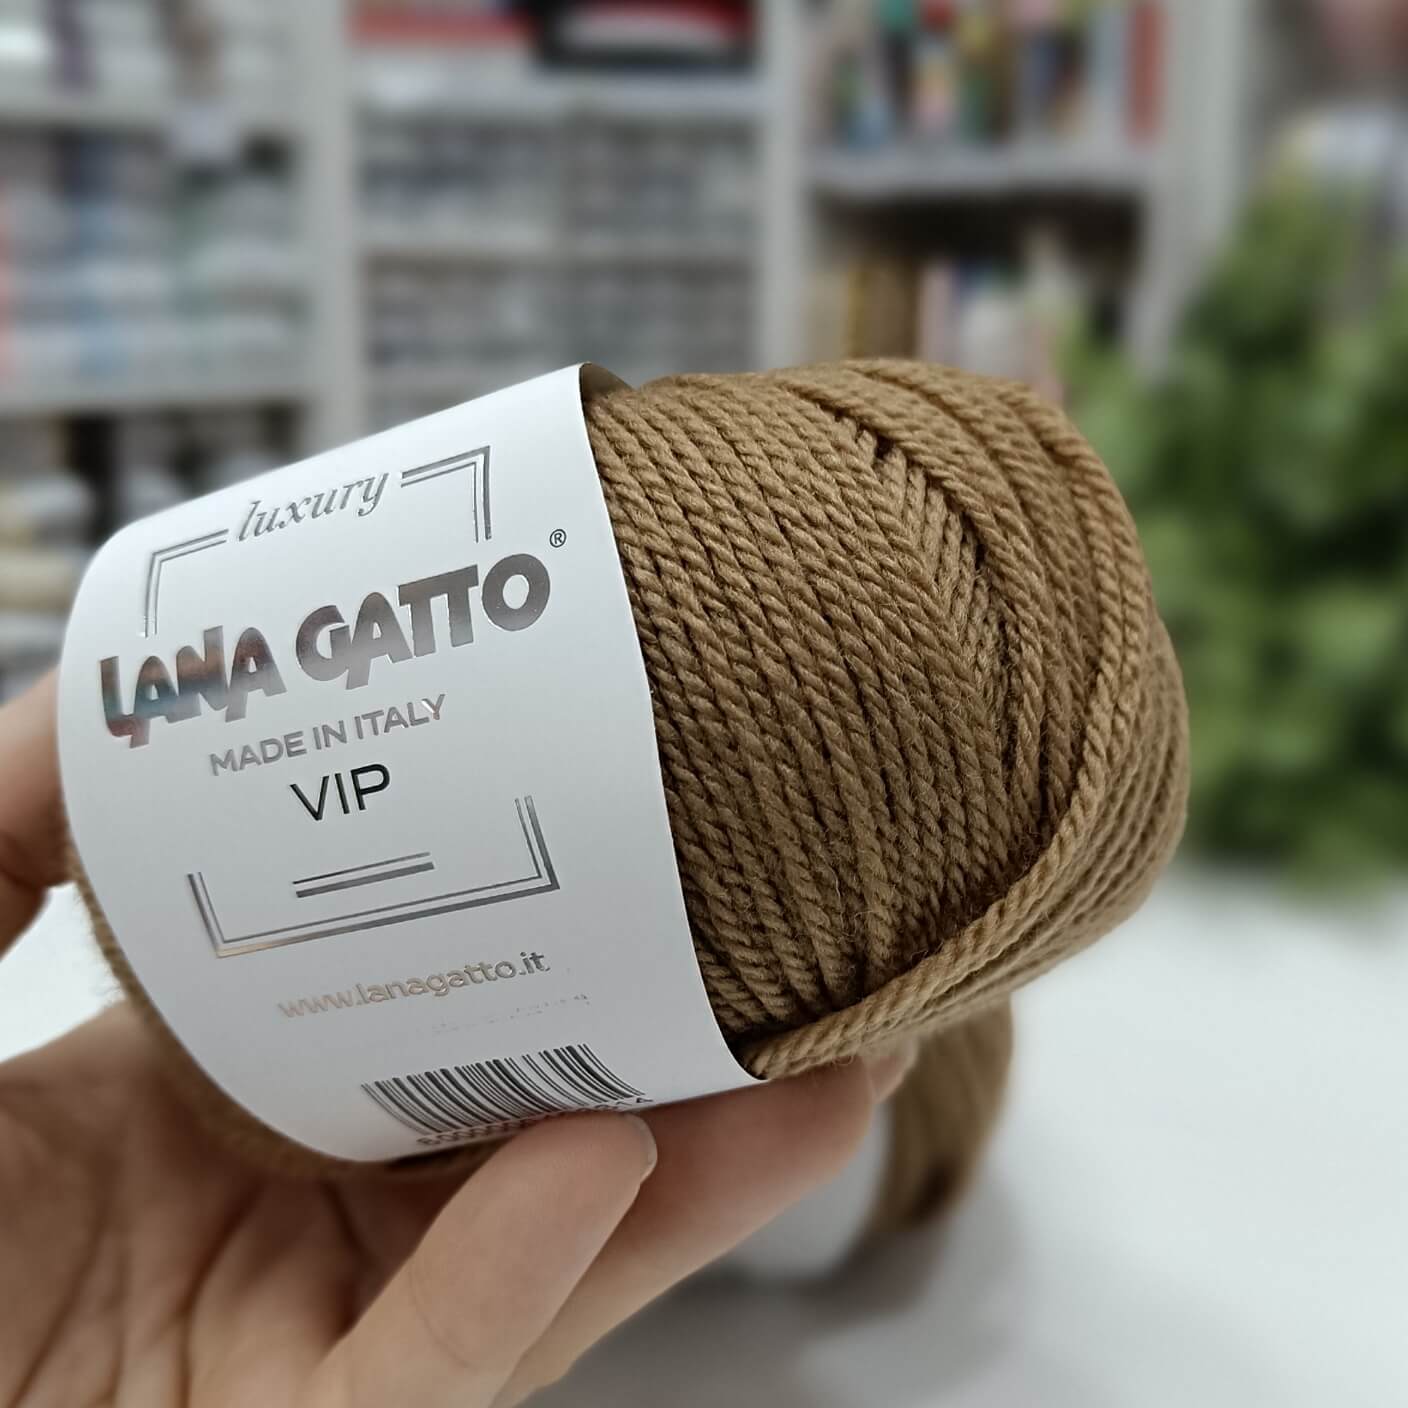 luxury
LANA GATTO®
MADE IN ITALY
VIP
www.lanagatto.it